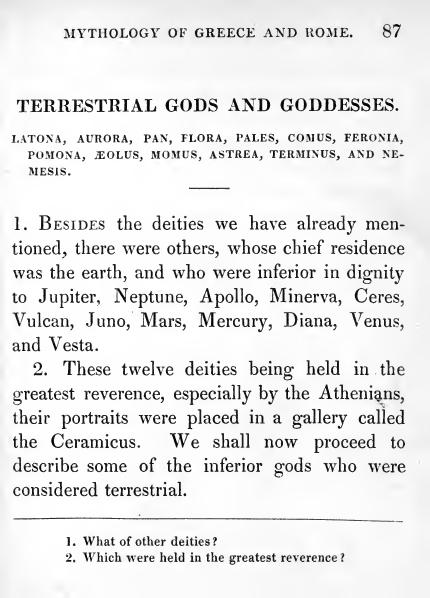 MYTHOLOGY OF GREECE AND ROME. 87
TERRESTRIAL GODS AND GODDESSES.
LATONA, AURORA, PAN, FLORA, PALES, COMUS, FERONIA,
POMONA, ÆOLUS, MOMUS, ASTREA, TERMINUS, AND NE-
MESIS.
1. BESIDES the deities we have already men-
tioned, there were others, whose chief residence
was the earth, and who were inferior in dignity
to Jupiter, Neptune, Apollo, Minerva, Ceres,
Vulcan, Juno, Mars, Mercury, Diana, Venus,
and Vesta.
2. These twelve deities being held in the
greatest reverence, especially by the Athenians,
their portraits were placed in a gallery called
the Ceramicus. We shall now proceed to
describe some of the inferior gods who were
considered terrestrial.
1. What of other deities?
2. Which were held in the greatest reverence?